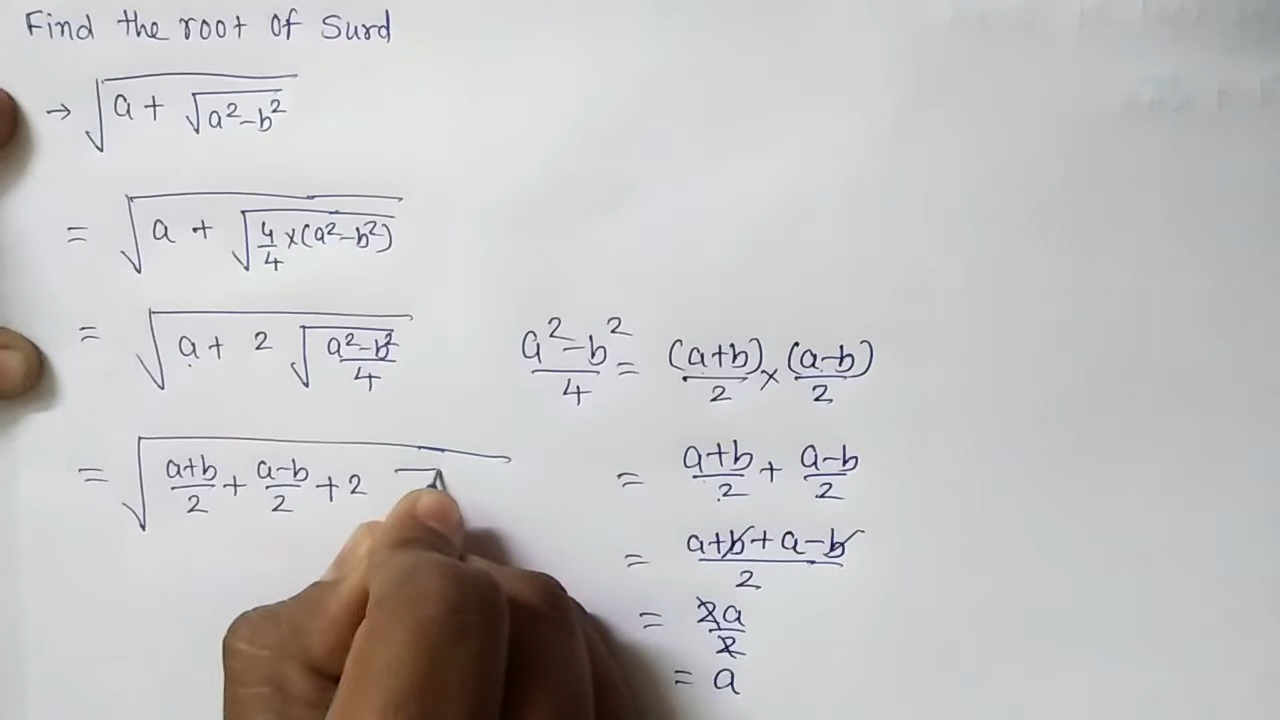 Find the root of Surd
→ √(a + √(a²-b²))
= √(a + √(4/4 × (a²-b²)))
= √(a + 2 √((a²-b²)/4))
= √((a+b)/2 + (a-b)/2 + 2
(a²-b²)/4 = (a+b)/2 × (a-b)/2
= (a+b)/2 + (a-b)/2
= (a+b+a-b)/2
= 2a/2
= a